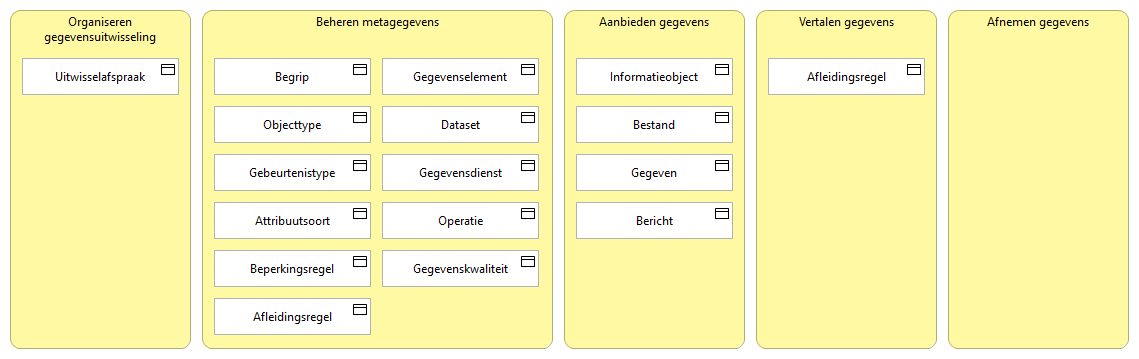 Organiseren
gegevensuitwisseling
Uitwisselafspraak
Beheren metagegevens
Begrip
Gegevenselement
Objecttype
Dataset
Gebeurtenistype
Gegevensdienst
Attribuutsoort
Operatie
Beperkingsregel
Gegevenskwaliteit
Afleidingsregel
Aanbieden gegevens
Informatieobject
Bestand
Gegeven
Bericht
Vertalen gegevens
Afleidingsregel
Afnemen gegevens